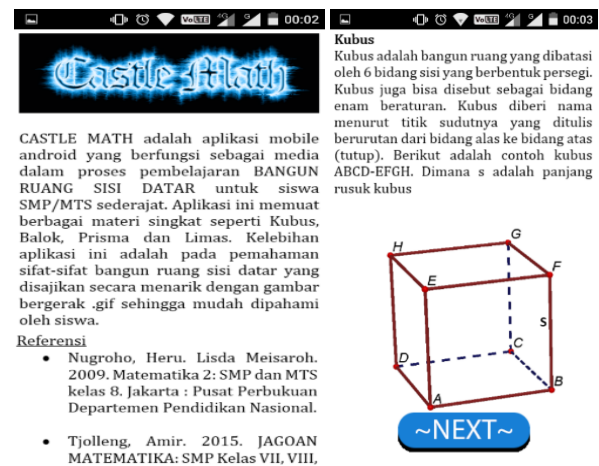 VoLTE 4G G 00:02
Castle Math
CASTLE MATH adalah aplikasi mobile
android yang berfungsi sebagai media
dalam proses pembelajaran BANGUN
RUANG SISI DATAR untuk siswa
SMP/MTS sederajat. Aplikasi ini memuat
berbagai materi singkat seperti Kubus,
Balok, Prisma dan Limas. Kelebihan
aplikasi ini adalah pada pemahaman
sifat-sifat bangun ruang sisi datar yang
disajikan secara menarik dengan gambar
bergerak .gif sehingga mudah dipahami
oleh siswa.
Referensi
• Nugroho, Heru. Lisda Meisaroh.
2009. Matematika 2: SMP dan MTS
kelas 8. Jakarta : Pusat Perbukuan
Departemen Pendidikan Nasional.
• Tjolleng, Amir. 2015. JAGOAN
MATEMATIKA: SMP Kelas VII, VIII,
VoLTE 4G G 00:03
Kubus
Kubus adalah bangun ruang yang dibatasi
oleh 6 bidang sisi yang berbentuk persegi.
Kubus juga bisa disebut sebagai bidang
enam beraturan. Kubus diberi nama
menurut titik sudutnya yang ditulis
berurutan dari bidang alas ke bidang atas
(tutup). Berikut adalah contoh kubus
ABCD-EFGH. Dimana s adalah panjang
rusuk kubus
G
H
F
E
S
C
D
B
A
~NEXT~